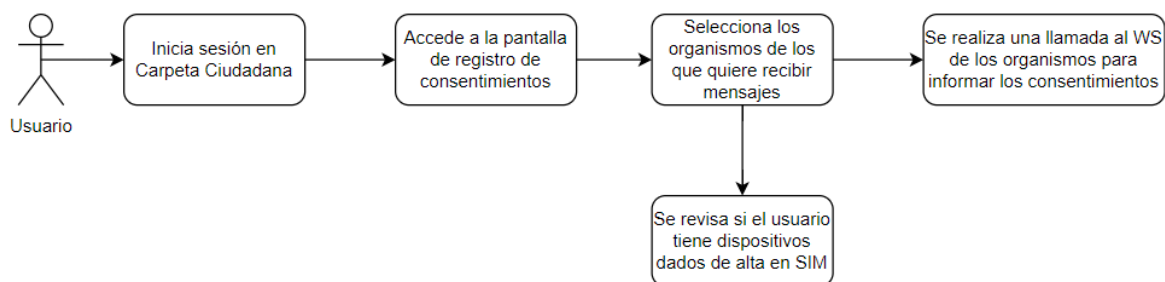 Usuario
Inicia sesión en
Carpeta Ciudadana
Accede a la pantalla
de registro de
consentimientos
Selecciona los
organismos de los
que quiere recibir
mensajes
Se realiza una llamada al WS
de los organismos para
informar los consentimientos
Se revisa si el usuario
tiene dispositivos
dados de alta en SIM